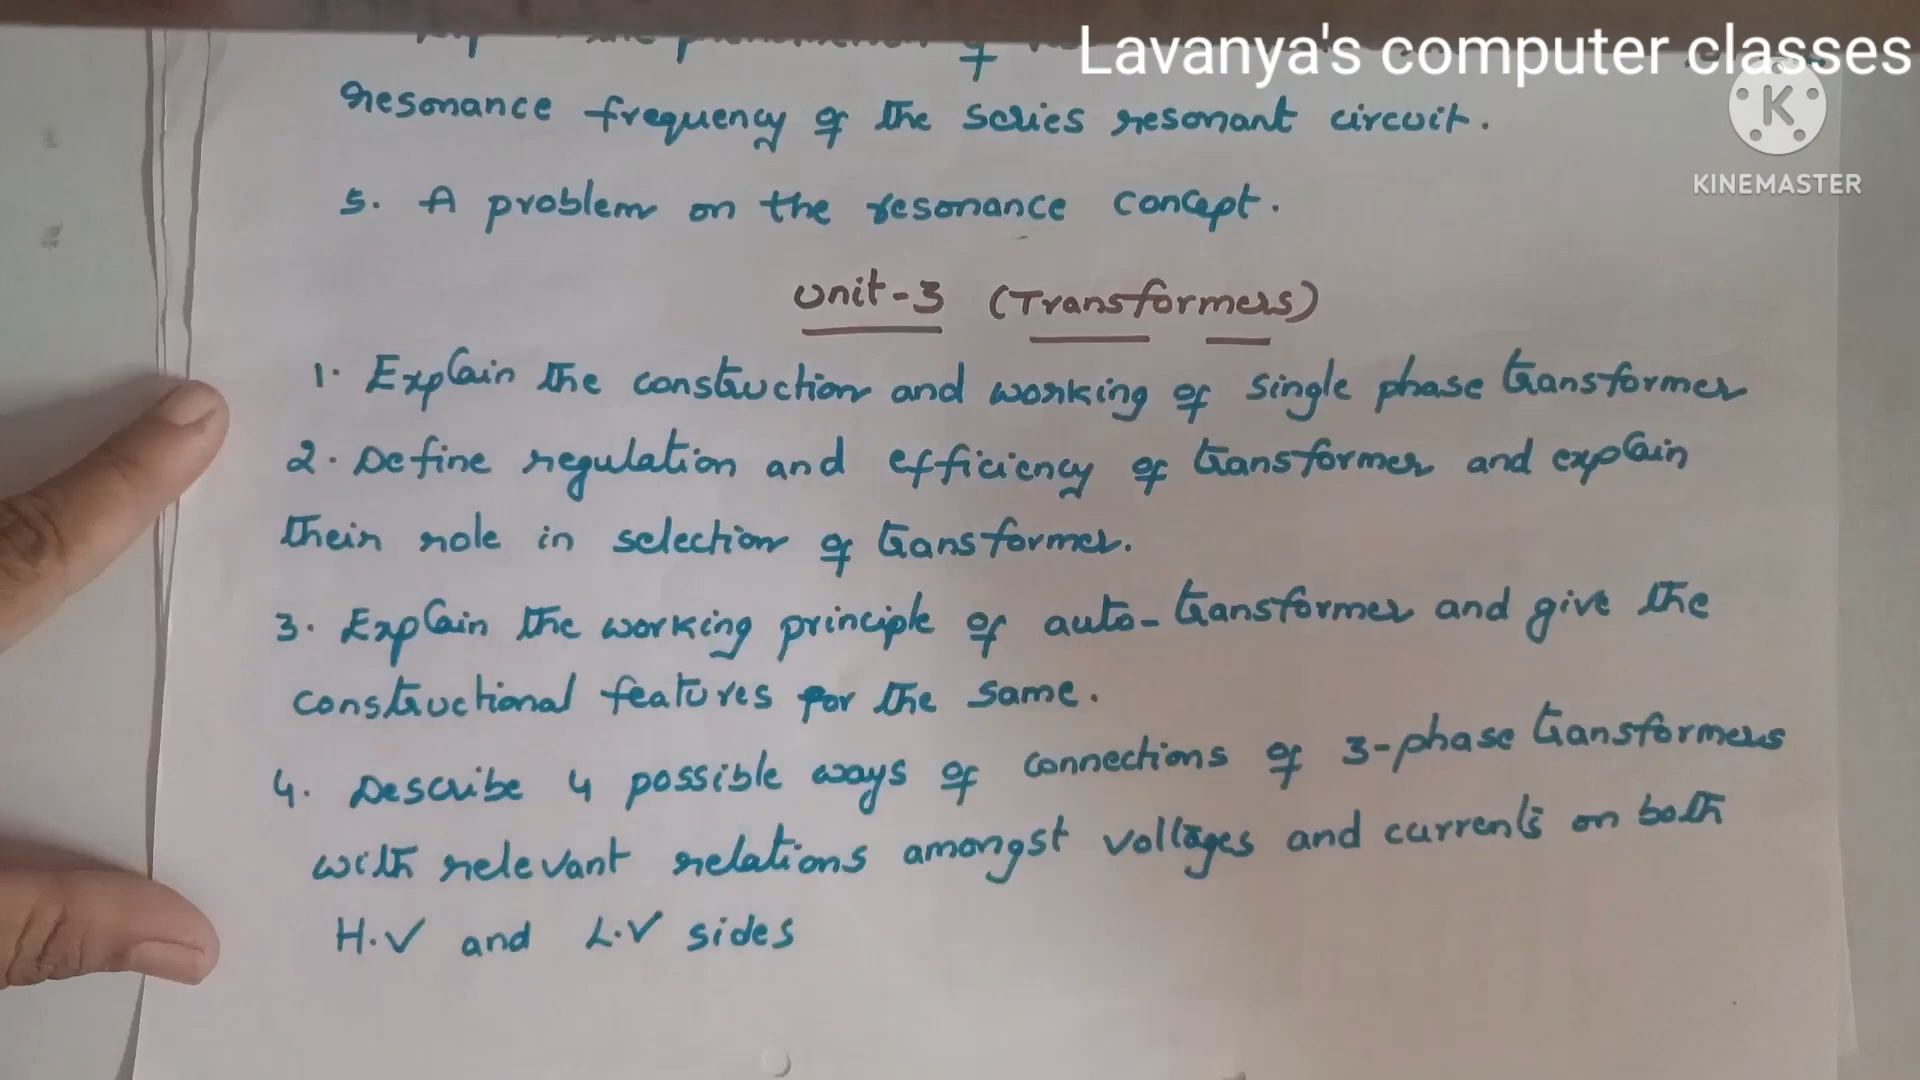 Lavanya's computer classes
resonance frequency of the series resonant circuit.
KINEMASTER
5. A problem on the resonance concept.
Unit-3 (Transformers)
1. Explain the construction and working of single phase transformer
2. Define regulation and efficiency of transformer and explain
their role in selection of transformer.
3. Explain the working principle of auto-transformer and give the
constructional features for the same.
4. Describe 4 possible ways of connections of 3-phase transformers
with relevant relations amongst voltages and currents on both
H.V and L.V sides